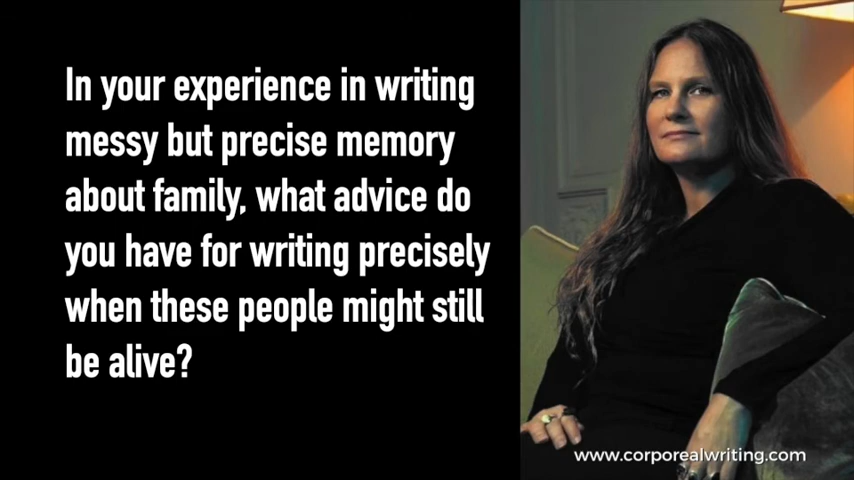 In your experience in writing
messy but precise memory
about family, what advice do
you have for writing precisely
when these people might still
be alive?
www.corporealwriting.com